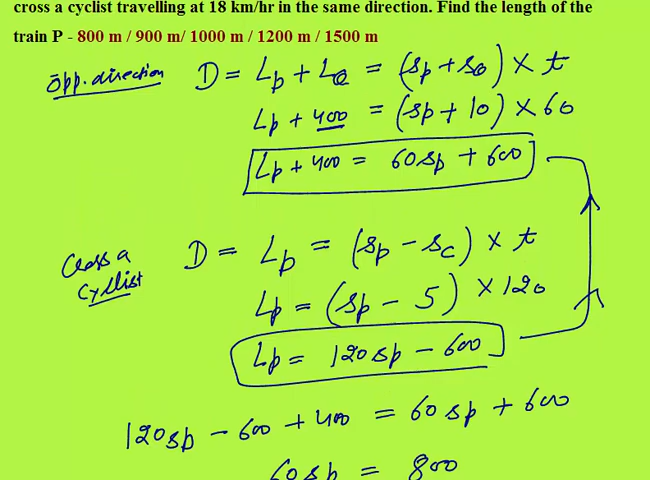 cross a cyclist travelling at 18 km/hr in the same direction. Find the length of the
train P - 800 m / 900 m/ 1000 m / 1200 m / 1500 m
Opp. direction D = Lp + LQ = (Sp + SQ) × t
Lp + 400 = (Sp + 10) × 60
Lp + 400 = 60Sp + 600
Cross a cyclist D = Lp = (Sp - Sc) × t
Lp = (Sp - 5) × 120
Lp = 120Sp - 600
120Sp - 600 + 400 = 60Sp + 600
60Sp = 800